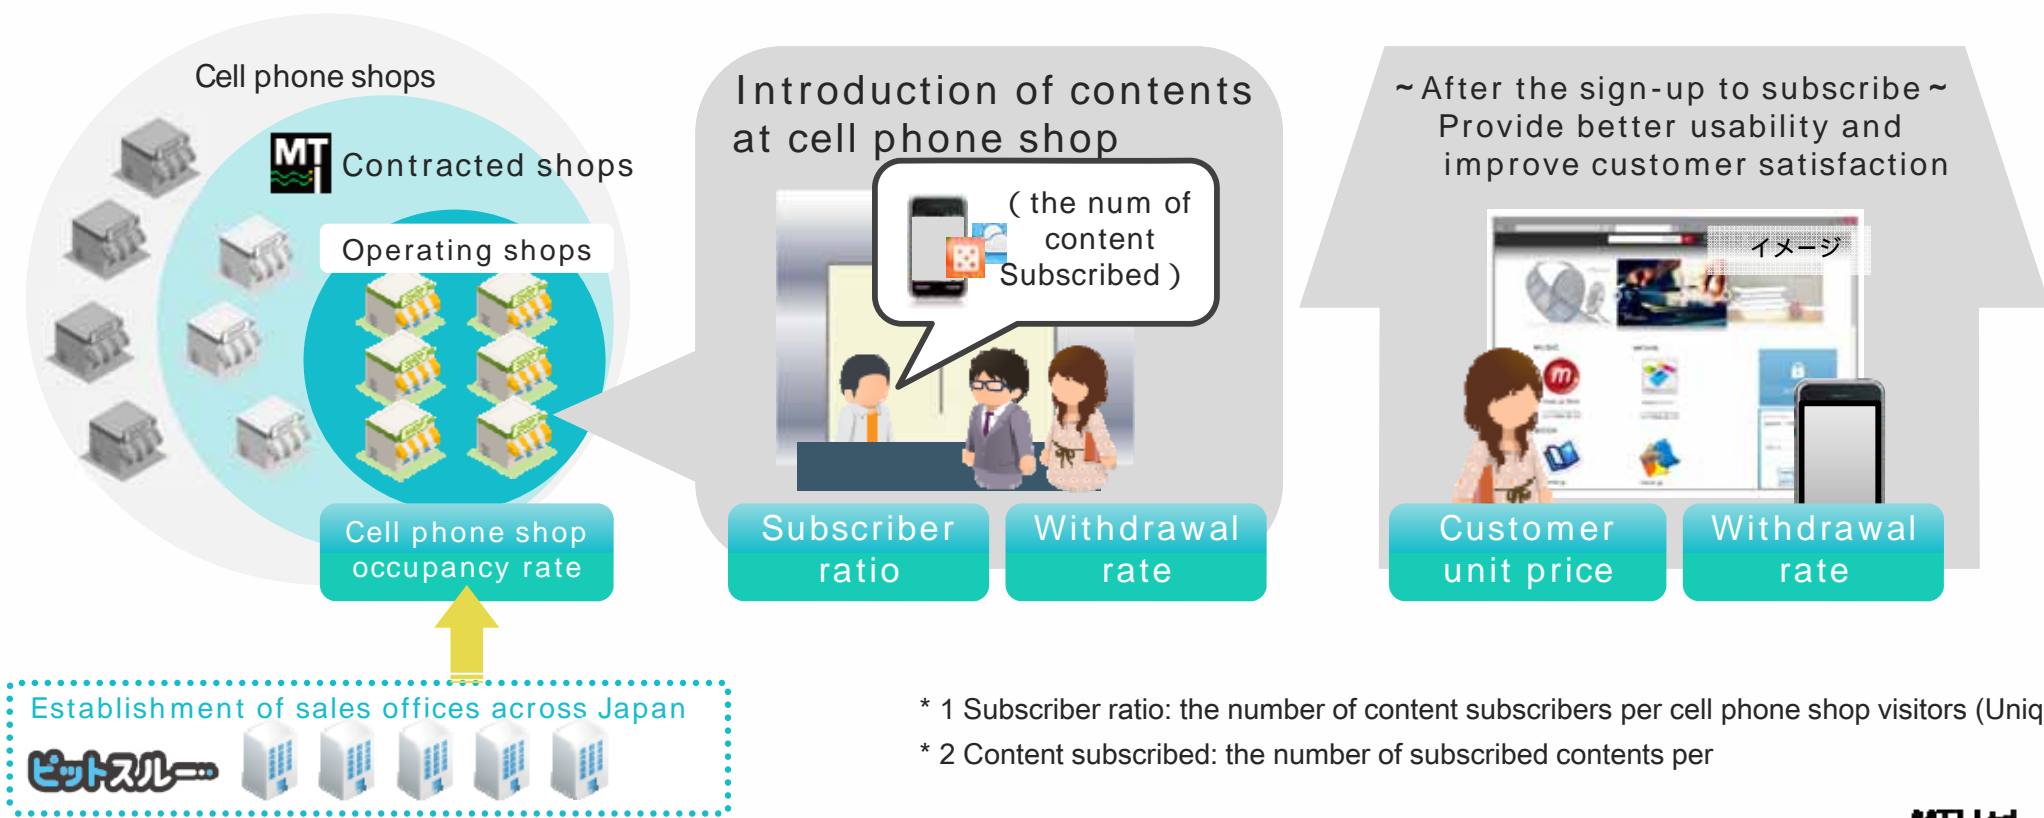 Cell phone shops
MTI
Contracted shops
Operating shops
Cell phone shop
occupancy rate
Establishment of sales offices across Japan
ピットスルー
Introduction of contents
at cell phone shop
( the num of
content
Subscribed )
Subscriber
ratio
Withdrawal
rate
~ After the sign-up to subscribe ~
Provide better usability and
improve customer satisfaction
イメージ
MUSIC
Customer
unit price
Withdrawal
rate
* 1 Subscriber ratio: the number of content subscribers per cell phone shop visitors (Uniq
* 2 Content subscribed: the number of subscribed contents per